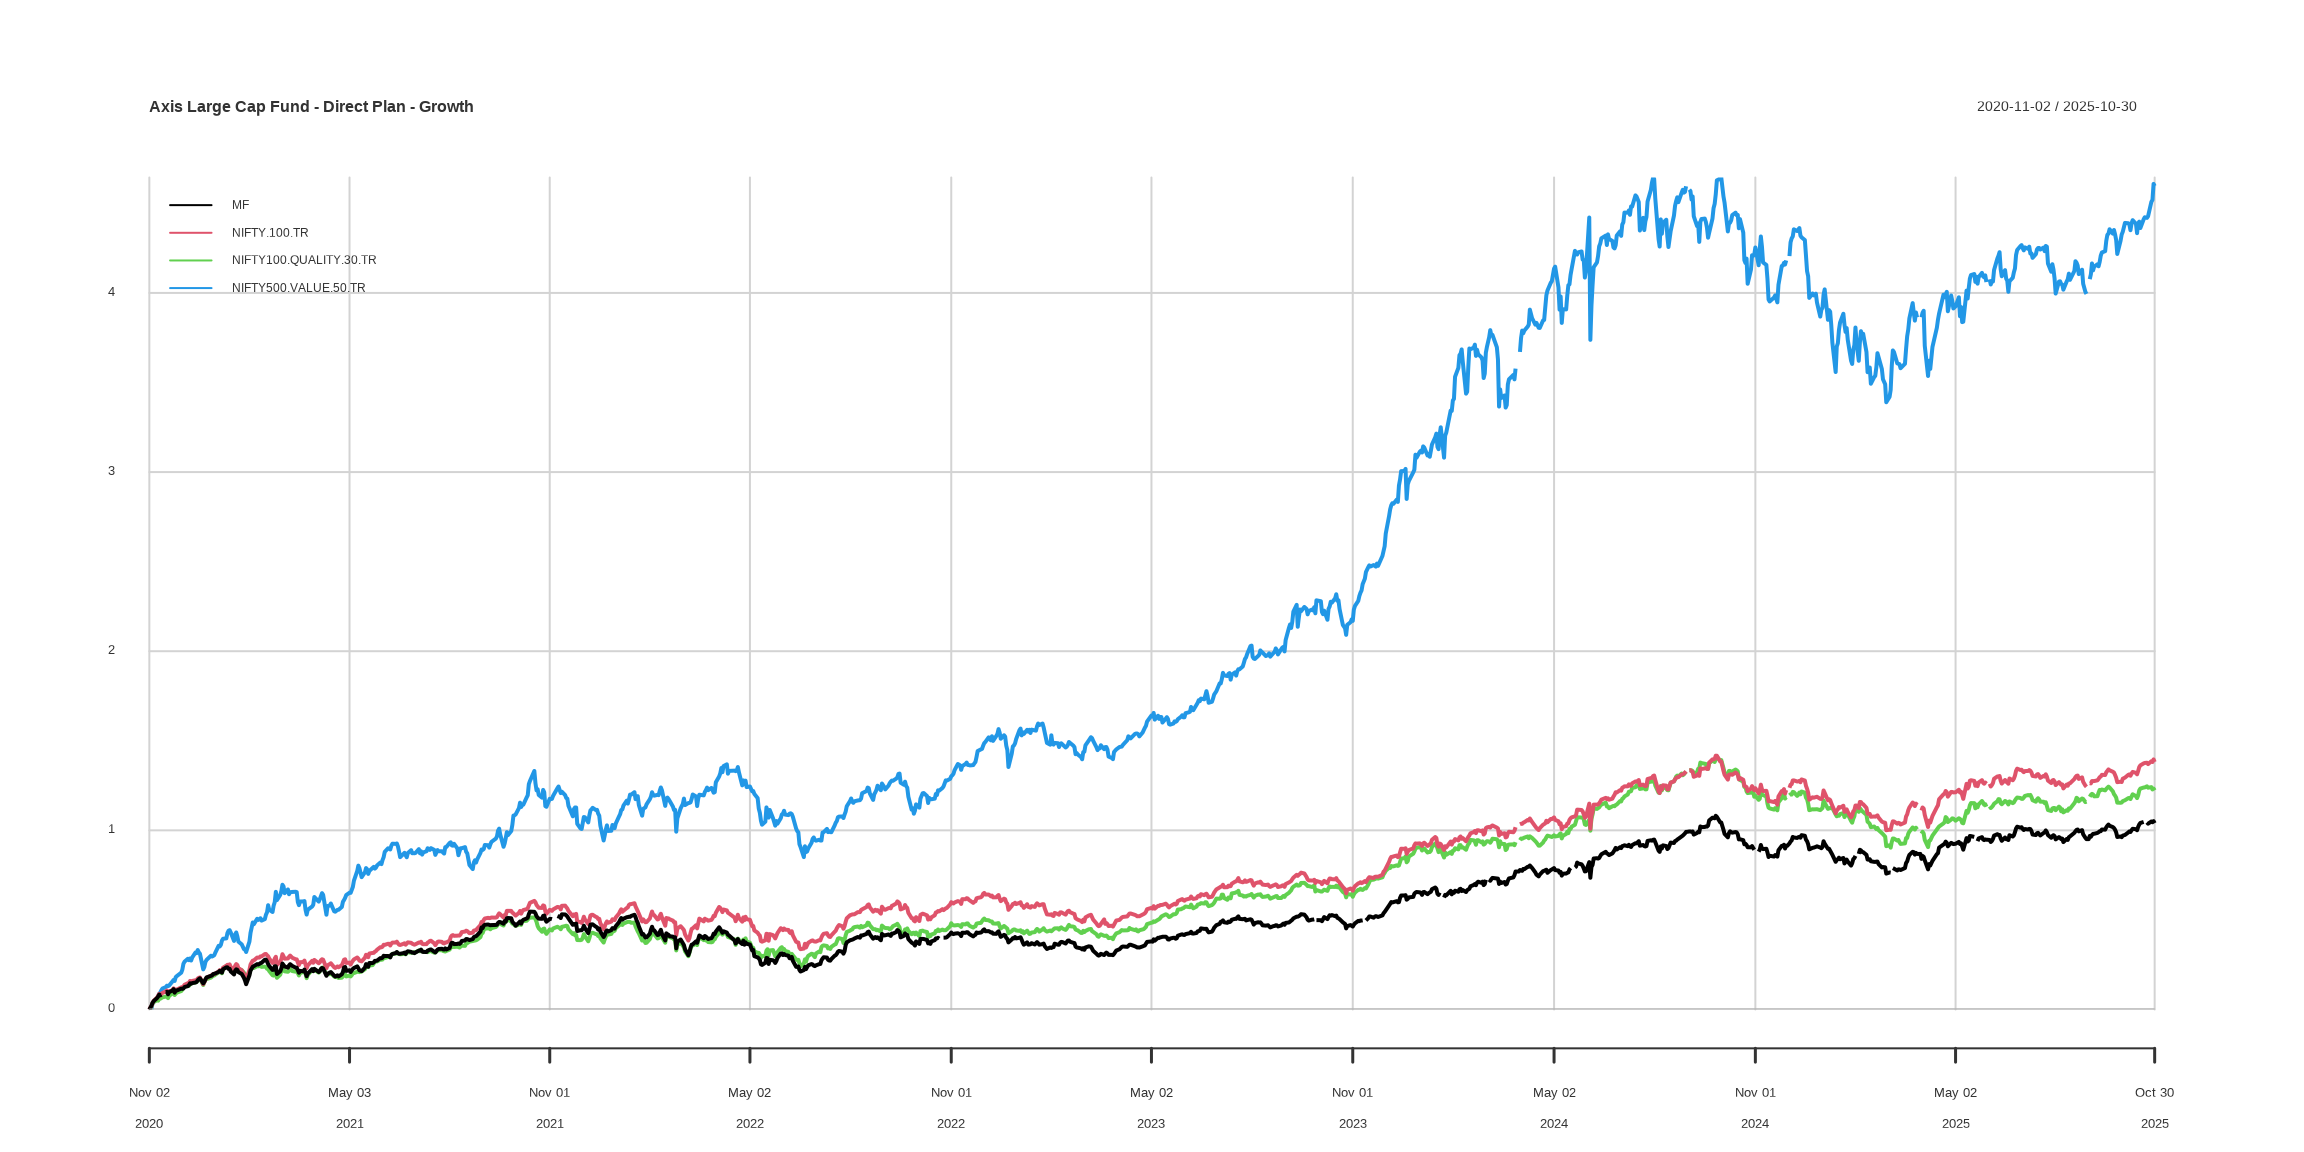 Axis Large Cap Fund - Direct Plan - Growth
2020-11-02 / 2025-10-30
MF
NIFTY.100.TR
NIFTY100.QUALITY.30.TR
NIFTY500.VALUE.50.TR
4
3
2
1
0
Nov 02 May 03 Nov 01 May 02 Nov 01 May 02 Nov 01 May 02 Nov 01 May 02 Oct 30
2020 2021 2021 2022 2022 2023 2023 2024 2024 2025 2025